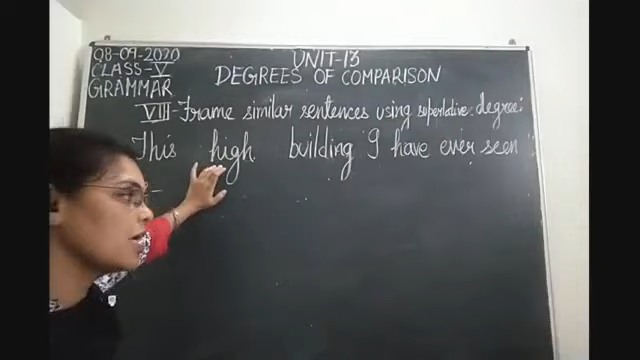 08-09-2020
CLASS-V
GRAMMAR
UNIT-13
DEGREES OF COMPARISON
VIII-Frame similar sentences using superlative degree:
This high building I have ever seen